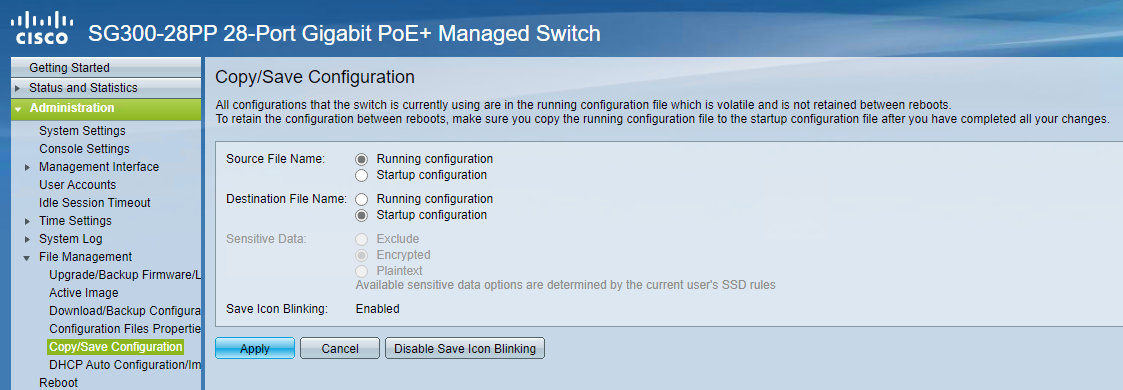 CISCO
SG300-28PP 28-Port Gigabit PoE+ Managed Switch
Getting Started
Status and Statistics
Administration
System Settings
Console Settings
Management Interface
User Accounts
Idle Session Timeout
Time Settings
System Log
File Management
Upgrade/Backup Firmware/L
Active Image
Download/Backup Configura
Configuration Files Propertie
Copy/Save Configuration
DHCP Auto Configuration/Im
Reboot
Copy/Save Configuration
All configurations that the switch is currently using are in the running configuration file which is volatile and is not retained between reboots.
To retain the configuration between reboots, make sure you copy the running configuration file to the startup configuration file after you have completed all your changes.
Source File Name: Running configuration
Startup configuration
Destination File Name: Running configuration
Startup configuration
Sensitive Data: Exclude
Encrypted
Plaintext
Available sensitive data options are determined by the current user's SSD rules
Save Icon Blinking: Enabled
Apply Cancel Disable Save Icon Blinking